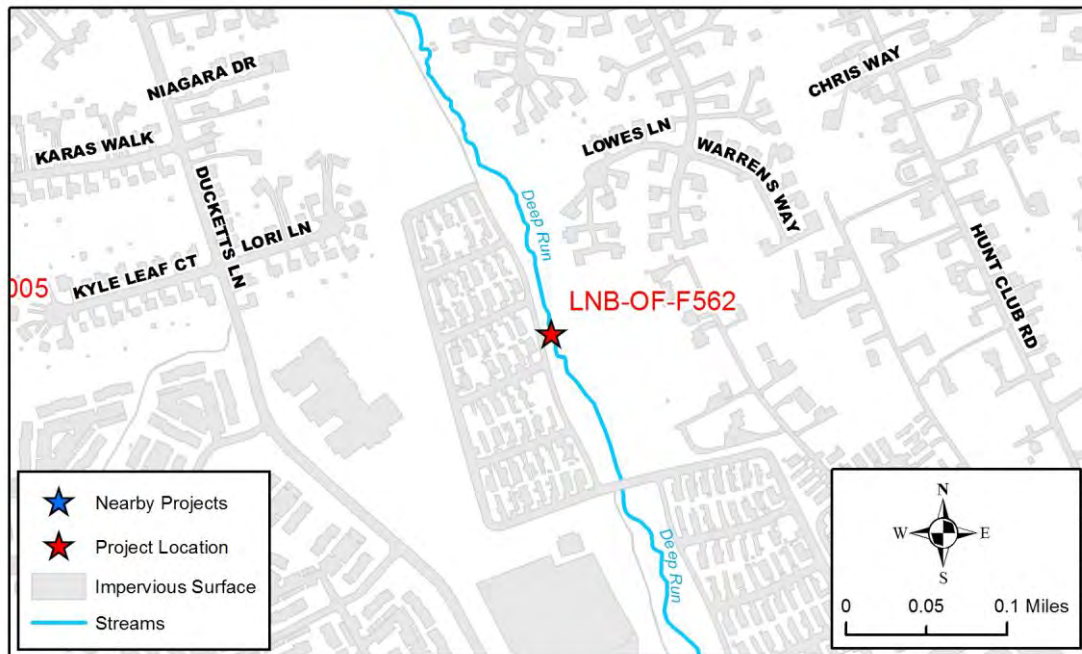 NIAGARA DR
CHRIS WAY
KARAS WALK
LOWES LN
WARRENS WAY
DUCKETTS LN
Deep Run
LORI LN
HUNT CLUB RD
KYLE LEAF CT
005
LNB-OF-F562
Deep Run
Nearby Projects
Project Location
Impervious Surface
Streams
N
W E
S
0 0.05 0.1 Miles